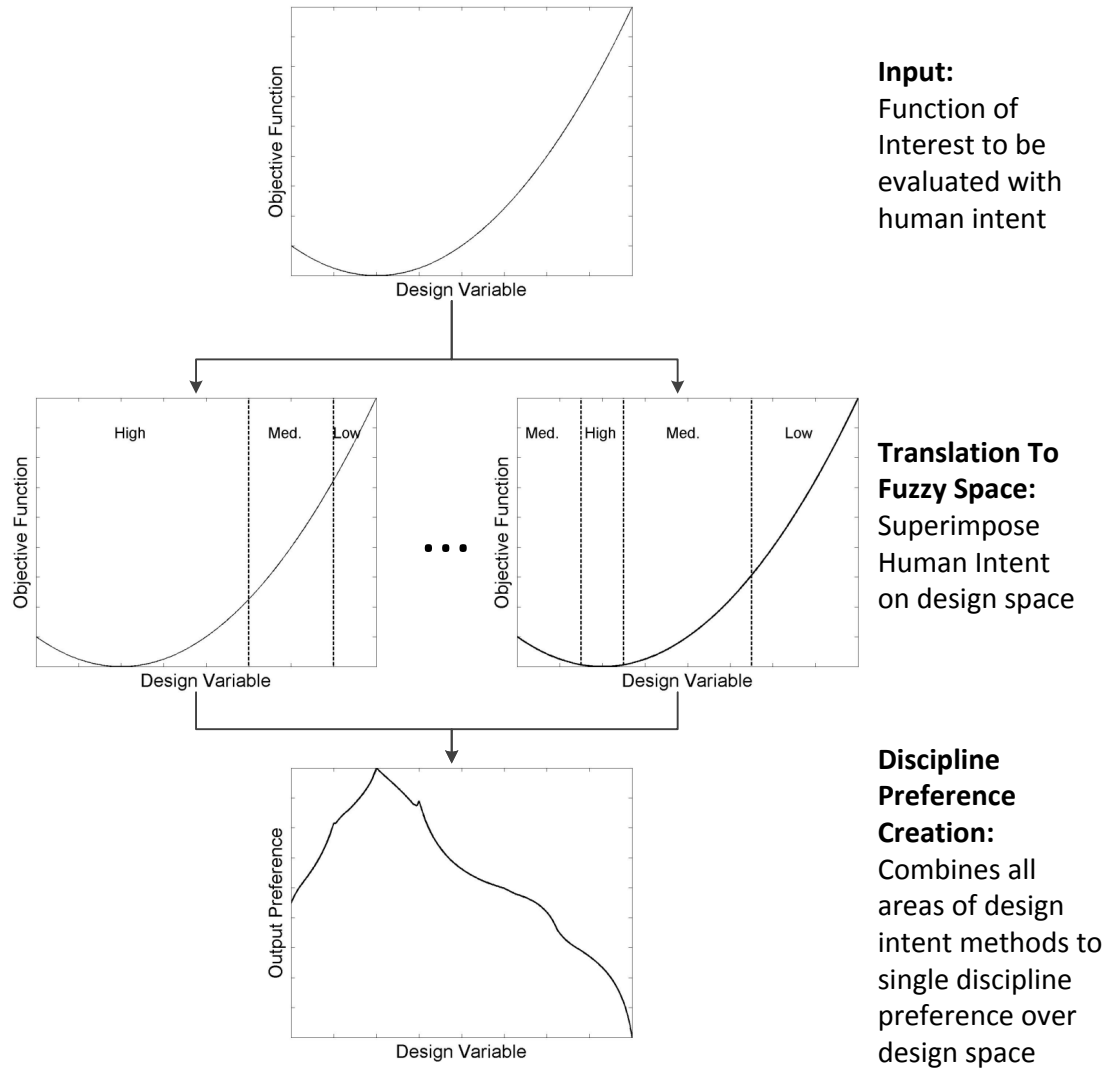 Objective Function
Design Variable
Input:
Function of
Interest to be
evaluated with
human intent
High
Med.
Low
Objective Function
Design Variable
...
Med.
High
Med.
Low
Objective Function
Design Variable
Translation To
Fuzzy Space:
Superimpose
Human Intent
on design space
Output Preference
Design Variable
Discipline
Preference
Creation:
Combines all
areas of design
intent methods to
single discipline
preference over
design space